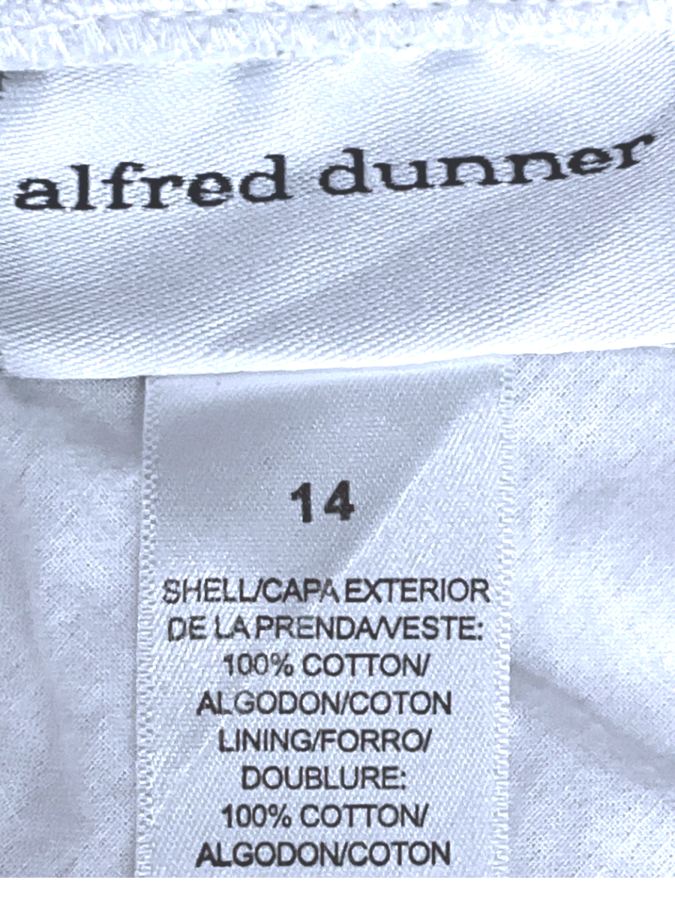 alfred dunner
14
SHELL/CAPA EXTERIOR
DE LA PRENDA/VESTE:
100% COTTON/
ALGODON/COTON
LINING/FORRO/
DOUBLURE:
100% COTTON/
ALGODON/COTON